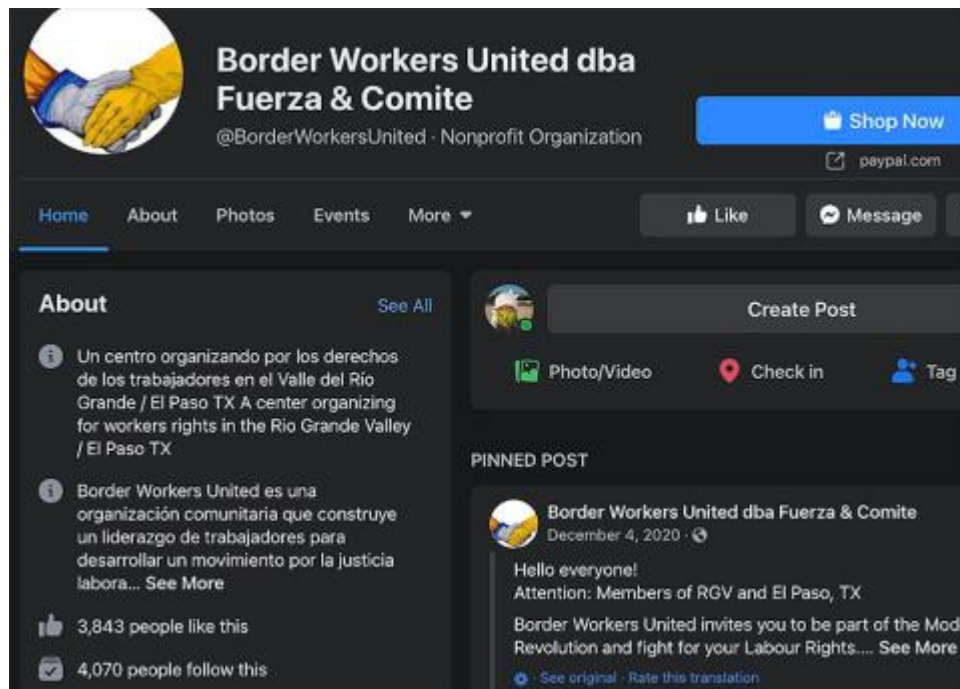 Border Workers United dba
Fuerza & Comite
@BorderWorkersUnited · Nonprofit Organization
Shop Now
paypal.com
Home
About
Photos
Events
More
Like
Message
About
See All
Un centro organizando por los derechos
de los trabajadores en el Valle del Río
Grande / El Paso TX A center organizing
for workers rights in the Rio Grande Valley
/ El Paso TX
Border Workers United es una
organización comunitaria que construye
un liderazgo de trabajadores para
desarrollar un movimiento por la justicia
labora... See More
3,843 people like this
4,070 people follow this
Create Post
Photo/Video
Check in
Tag
PINNED POST
Border Workers United dba Fuerza & Comite
December 4, 2020 ·
Hello everyone!
Attention: Members of RGV and El Paso, TX
Border Workers United invites you to be part of the Mod
Revolution and fight for your Labour Rights.... See More
· See original · Rate this translation